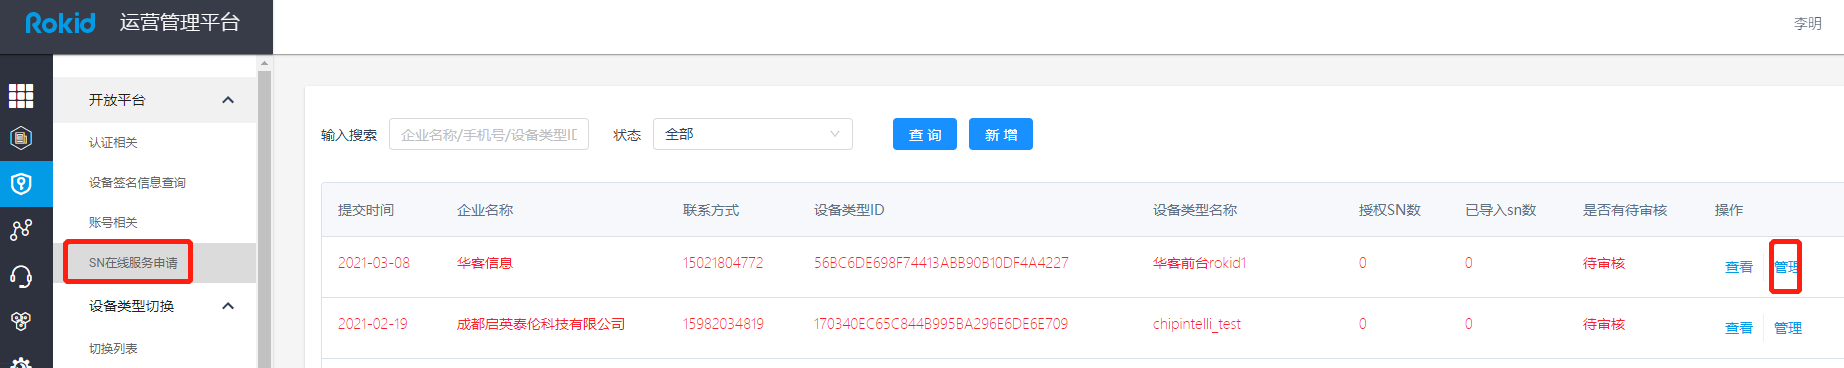 Rokid 运营管理平台
李明
开放平台
认证相关
设备签名信息查询
账号相关
SN在线服务申请
设备类型切换
切换列表
输入搜索 企业名称/手机号/设备类型ID 状态 全部 查 询 新 增
提交时间 企业名称 联系方式 设备类型ID 设备类型名称 授权SN数 已导入sn数 是否有待审核 操作
2021-03-08 华客信息 15021804772 56BC6DE698F74413ABB90B10DF4A4227 华客前台rokid1 0 0 待审核 查看 管理
2021-02-19 成都启英泰伦科技有限公司 15982034819 170340EC65C844B995BA296E6DE6E709 chipintelli_test 0 0 待审核 查看 管理